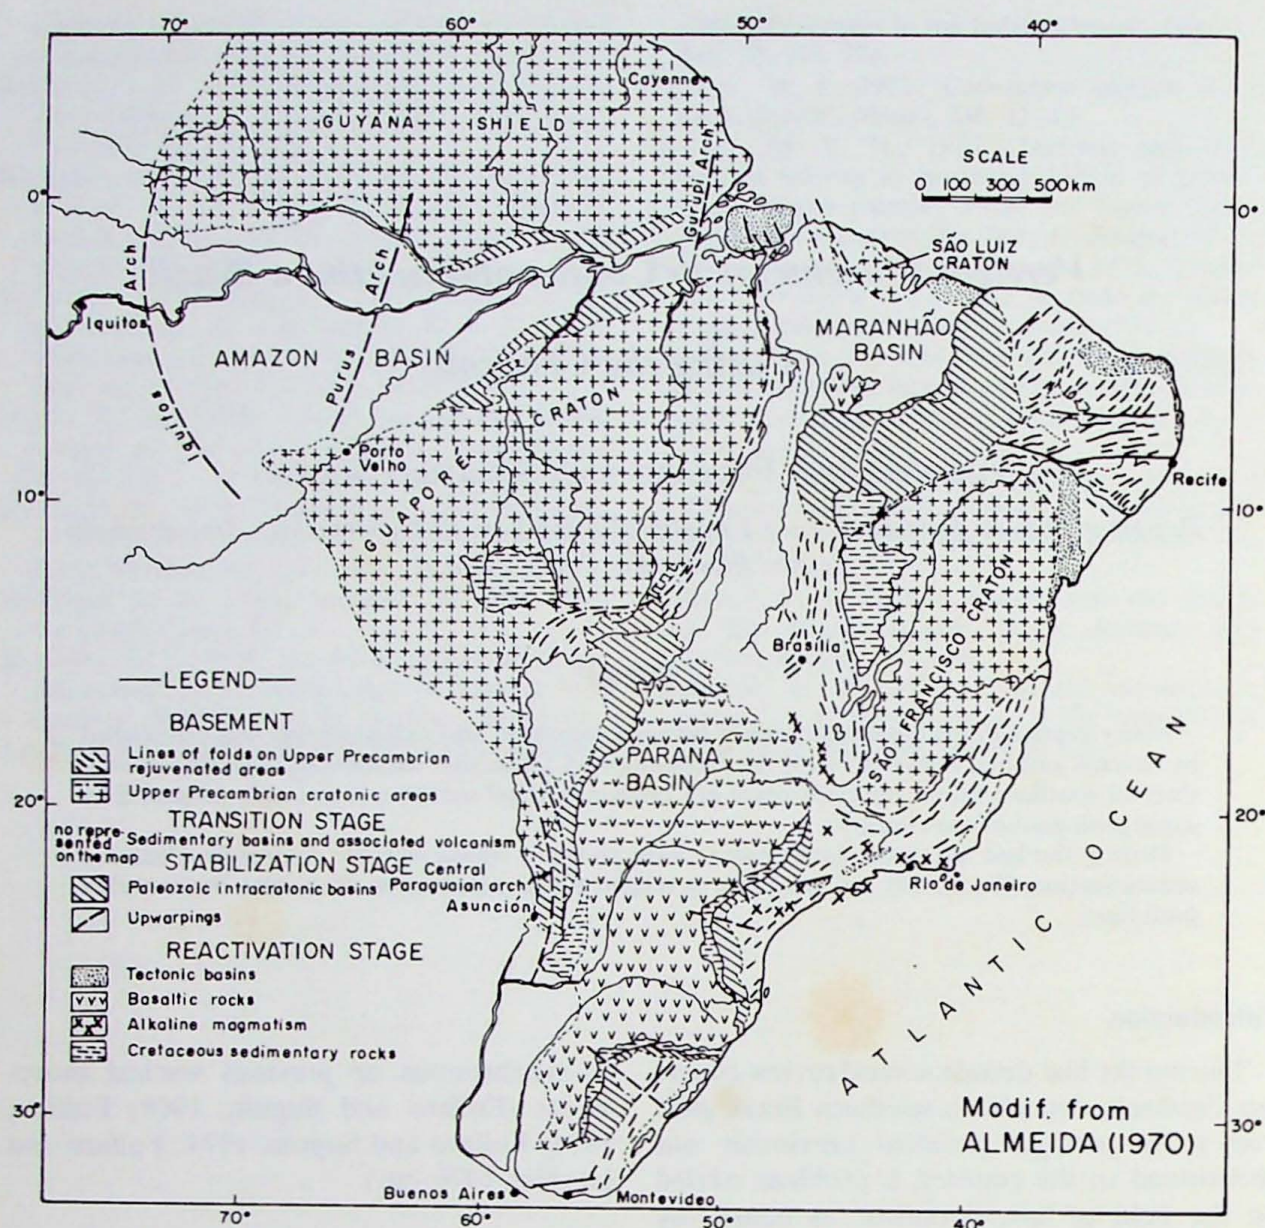 70°
60°
50°
40°
Cayenne
GUYANA SHIELD
Gurupi Arch
SCALE
0 100 300 500km
0°
0°
SÃO LUIZ
CRATON
Arch
Arch
Iquitos
AMAZON BASIN
MARANHÃO
BASIN
Purus
Iquitos
CRATON
Porto
Velho
GUAPORÉ
Recife
10°
10°
Brasília
SÃO FRANCISCO CRATON
LEGEND
BASEMENT
Lines of folds on Upper Precambrian
rejuvenated areas
Upper Precambrian cratonic areas
TRANSITION STAGE
no repre-
sented
on the map
Sedimentary basins and associated volcanism
STABILIZATION STAGE
Paleozoic intracratonic basins
Upwarpings
REACTIVATION STAGE
Tectonic basins
Basaltic rocks
Alkaline magmatism
Cretaceous sedimentary rocks
PARANA
BASIN
20°
20°
Central
Paraguaian arch
Asunción
Rio de Janeiro
ATLANTIC OCEAN
30°
30°
Modif. from
ALMEIDA (1970)
Buenos Aires
Montevideo
70°
60°
50°
40°